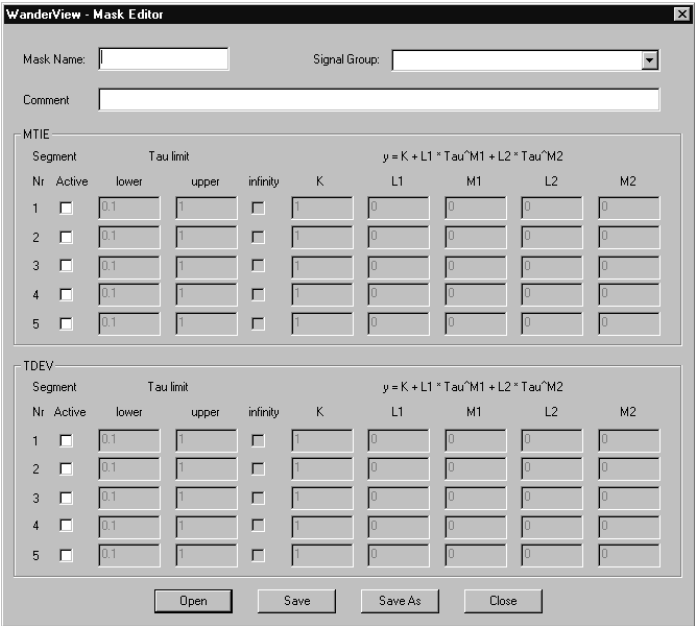 WanderView - Mask Editor
Mask Name: Signal Group:
Comment
MTIE
Segment Tau limit y = K + L1 * Tau^M1 + L2 * Tau^M2
Nr Active lower upper infinity K L1 M1 L2 M2
1 0.1 1 1 0 0 0 0
2 0.1 1 1 0 0 0 0
3 0.1 1 1 0 0 0 0
4 0.1 1 1 0 0 0 0
5 0.1 1 1 0 0 0 0
TDEV
Segment Tau limit y = K + L1 * Tau^M1 + L2 * Tau^M2
Nr Active lower upper infinity K L1 M1 L2 M2
1 0.1 1 1 0 0 0 0
2 0.1 1 1 0 0 0 0
3 0.1 1 1 0 0 0 0
4 0.1 1 1 0 0 0 0
5 0.1 1 1 0 0 0 0
Open Save Save As Close